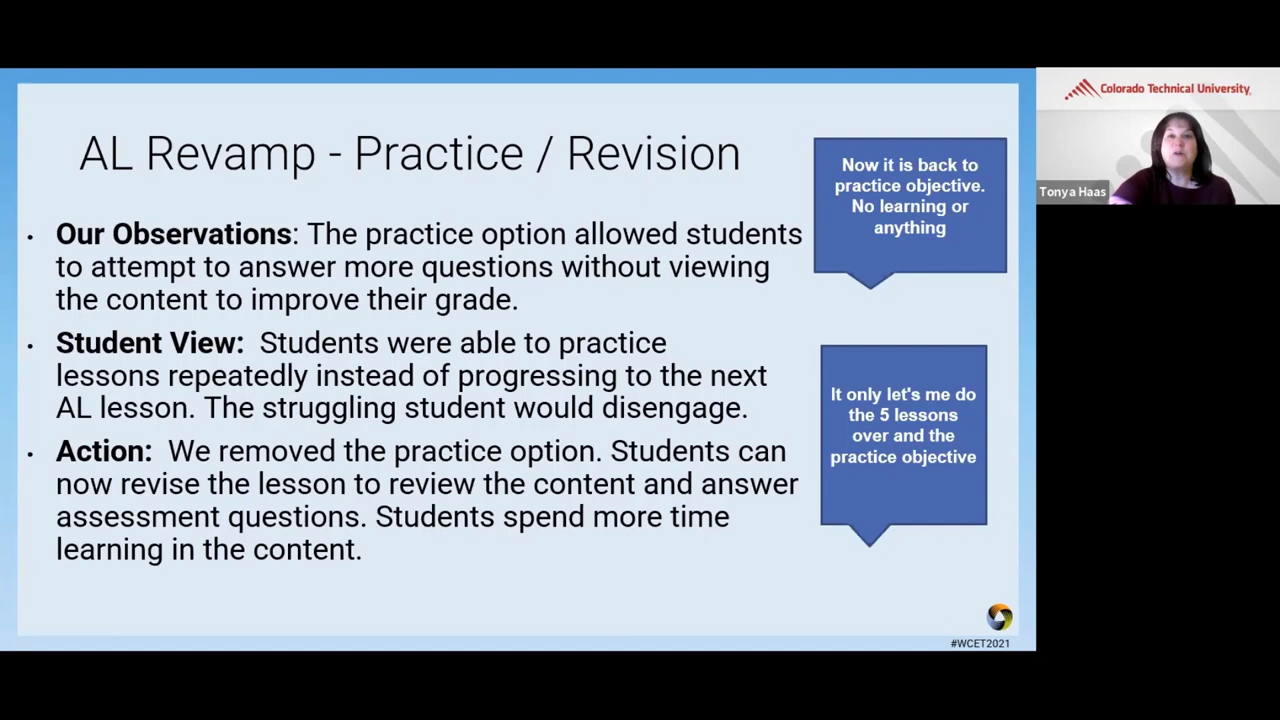 AL Revamp - Practice / Revision
• Our Observations: The practice option allowed students
to attempt to answer more questions without viewing
the content to improve their grade.
• Student View: Students were able to practice
lessons repeatedly instead of progressing to the next
AL lesson. The struggling student would disengage.
• Action: We removed the practice option. Students can
now revise the lesson to review the content and answer
assessment questions. Students spend more time
learning in the content.
Now it is back to
practice objective.
No learning or
anything
It only let's me do
the 5 lessons
over and the
practice objective
#WCET2021
Colorado Technical University
Tonya Haas